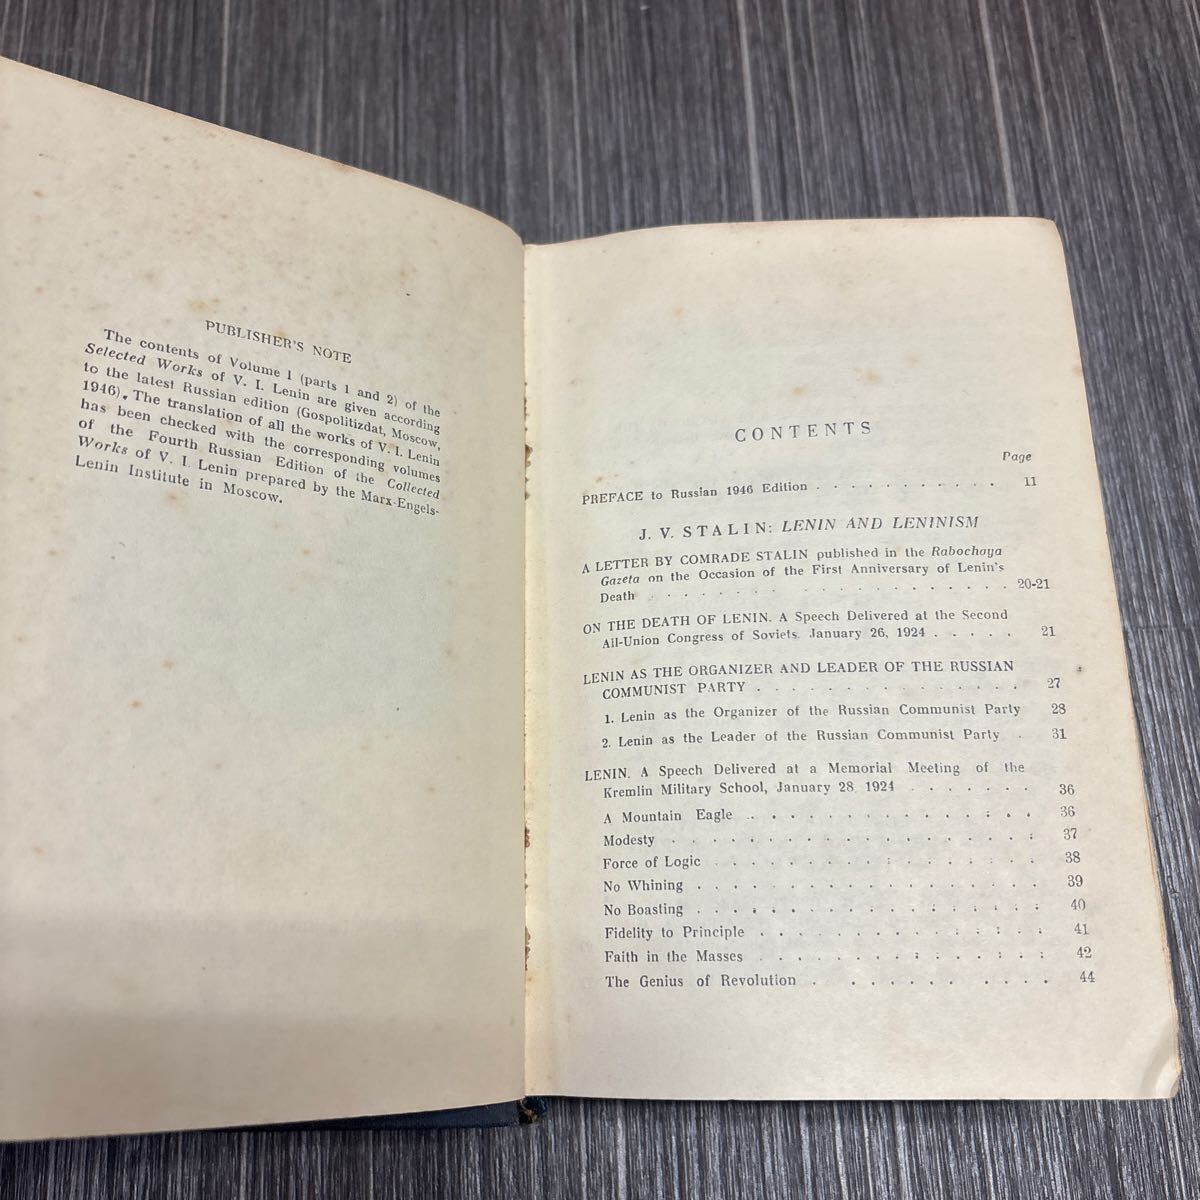 PUBLISHER'S NOTE
The contents of Volume I (parts 1 and 2) of the
Selected Works of V. I. Lenin are given according
to the latest Russian edition (Gospolitizdat, Moscow,
1946). The translation of all the works of V. I. Lenin
has been checked with the corresponding volumes
of the Fourth Russian Edition of the Collected
Works of V. I. Lenin prepared by the Marx-Engels-
Lenin Institute in Moscow.
CONTENTS
Page
PREFACE to Russian 1946 Edition . . . . . . . . . . . 11
J. V. STALIN: LENIN AND LENINISM
A LETTER BY COMRADE STALIN published in the Rabochaya
Gazeta on the Occasion of the First Anniversary of Lenin's
Death . . . . . . . . . . . . . . . . 20-21
ON THE DEATH OF LENIN. A Speech Delivered at the Second
All-Union Congress of Soviets. January 26, 1924 . . . . . 21
LENIN AS THE ORGANIZER AND LEADER OF THE RUSSIAN
COMMUNIST PARTY . . . . . . . . . . . . . . 27
1. Lenin as the Organizer of the Russian Communist Party 28
2. Lenin as the Leader of the Russian Communist Party . 31
LENIN. A Speech Delivered at a Memorial Meeting of the
Kremlin Military School, January 28, 1924 . . . . . . . 36
A Mountain Eagle . . . . . . . . . . . . . . 36
Modesty . . . . . . . . . . . . . . . . . . 37
Force of Logic . . . . . . . . . . . . . . . . 38
No Whining . . . . . . . . . . . . . . . . . 39
No Boasting . . . . . . . . . . . . . . . . . 40
Fidelity to Principle . . . . . . . . . . . . . . 41
Faith in the Masses . . . . . . . . . . . . . . 42
The Genius of Revolution . . . . . . . . . . . 44